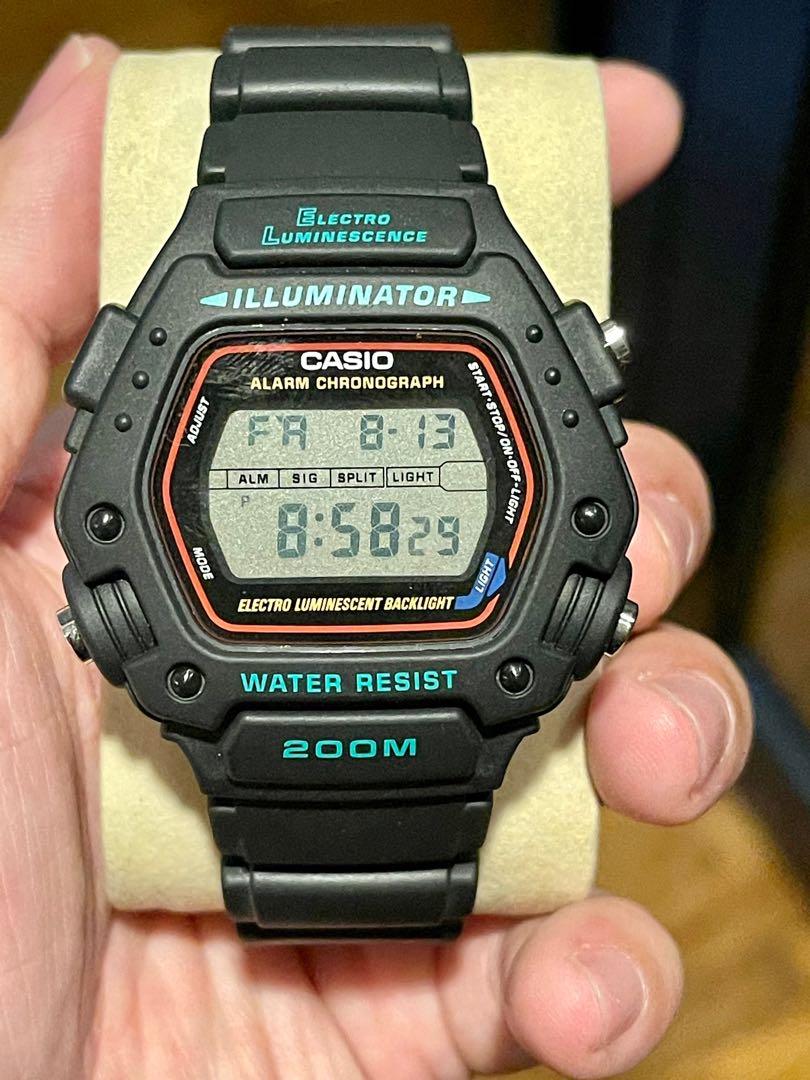 ELECTRO
LUMINESCENCE
ILLUMINATOR
CASIO
ALARM CHRONOGRAPH
ADJUST
START·STOP/ON·OFF·LIGHT
FR 8-13
ALM SIG SPLIT LIGHT
P
8:58 29
MODE
LIGHT
ELECTRO LUMINESCENT BACKLIGHT
WATER RESIST
200M